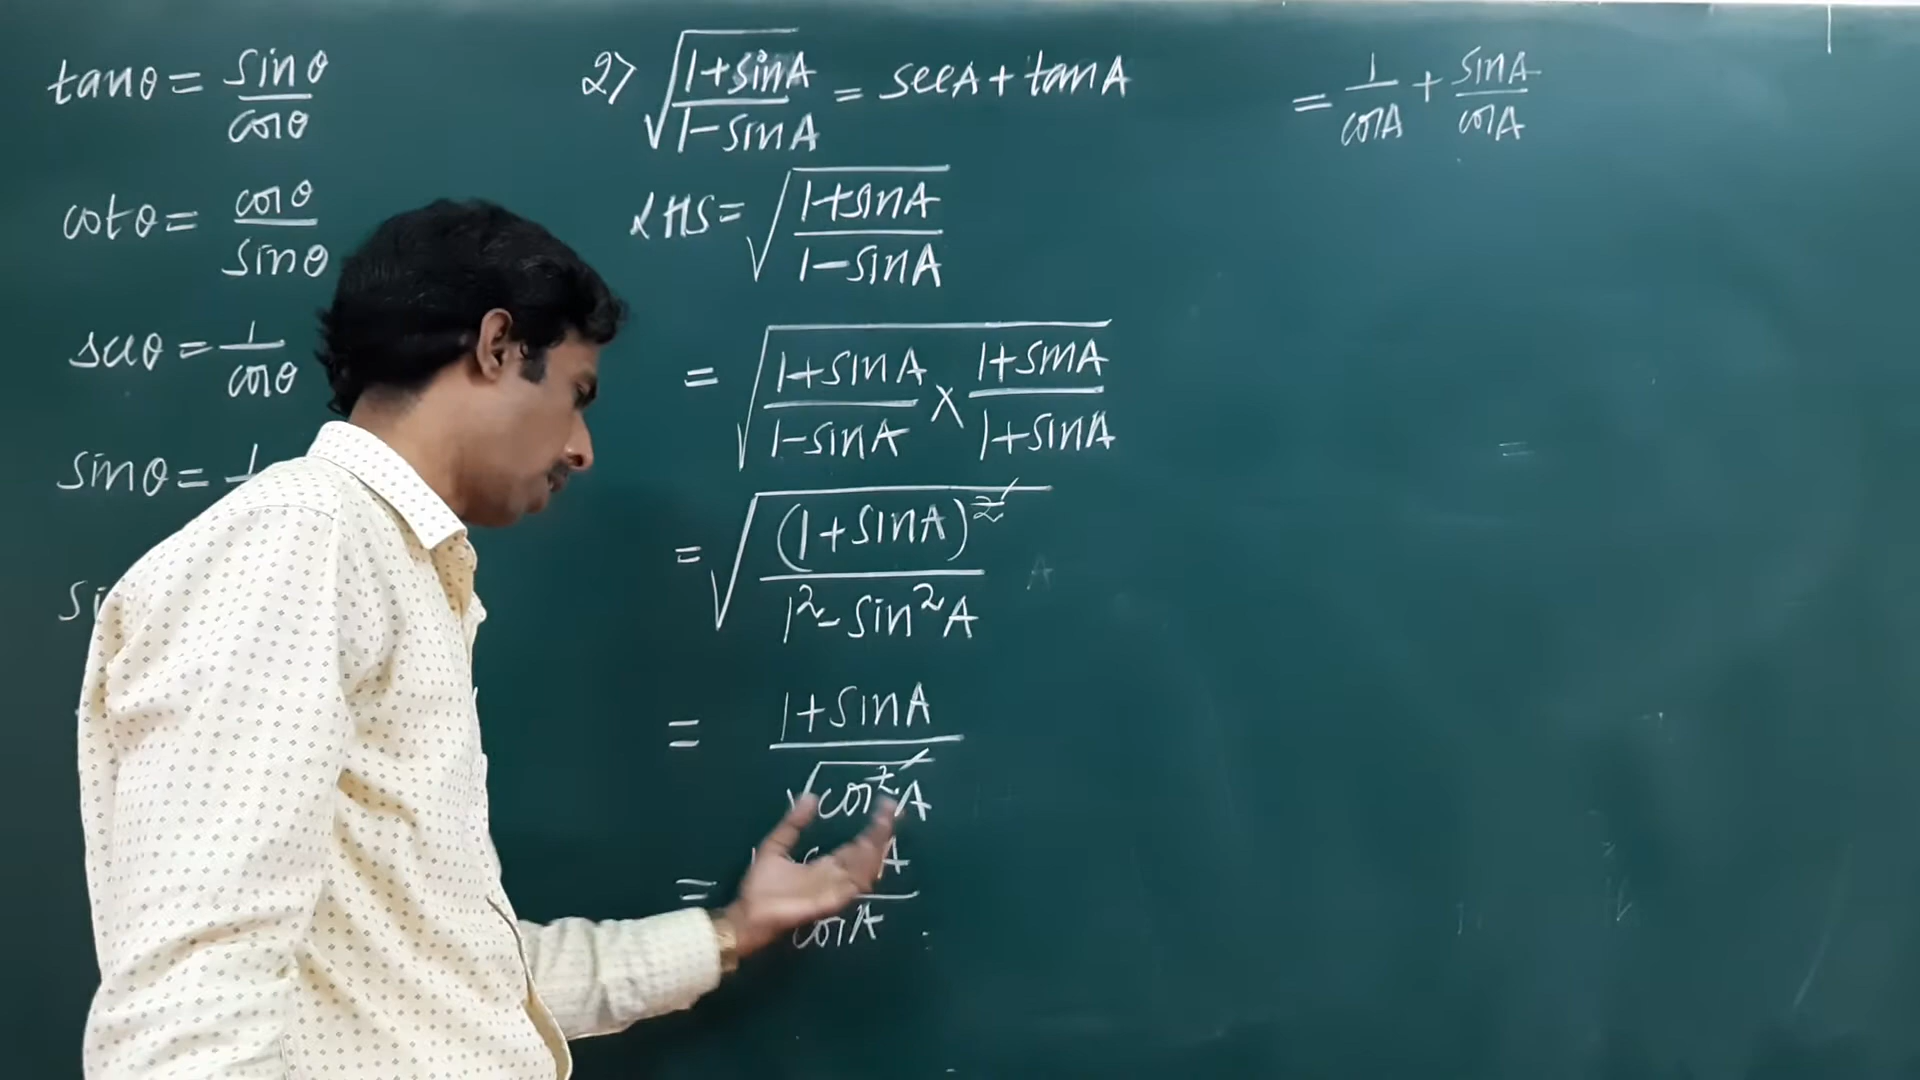 tanθ = sinθ/cosθ
cotθ = cosθ/sinθ
secθ = 1/cosθ
sinθ = 1
si
2) √((1+sinA)/(1-sinA)) = secA + tanA
LHS = √((1+sinA)/(1-sinA))
= √((1+sinA)/(1-sinA) × (1+sinA)/(1+sinA))
= √((1+sinA)²/(1²-sin²A))
= (1+sinA)/√(cos²A)
= A/cosA
= 1/cosA + sinA/cosA